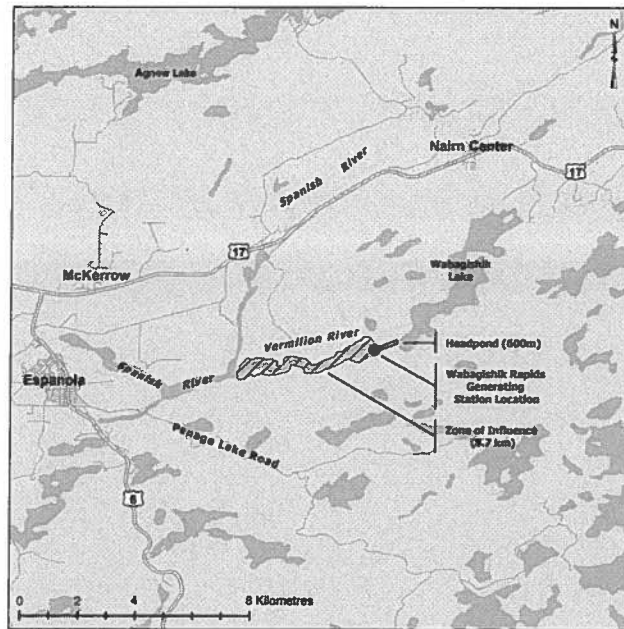 N
Agnew Lake
Nairn Center
Spanish River
17
17
McKerrow
Wabagishik
Lake
Vermilion River
Headpond (600m)
Wabagishik Rapids
Generating
Station Location
Spanish River
Espanola
Zone of Influence
Panage Lake Road
6
0 2 4 6 8 Kilometres